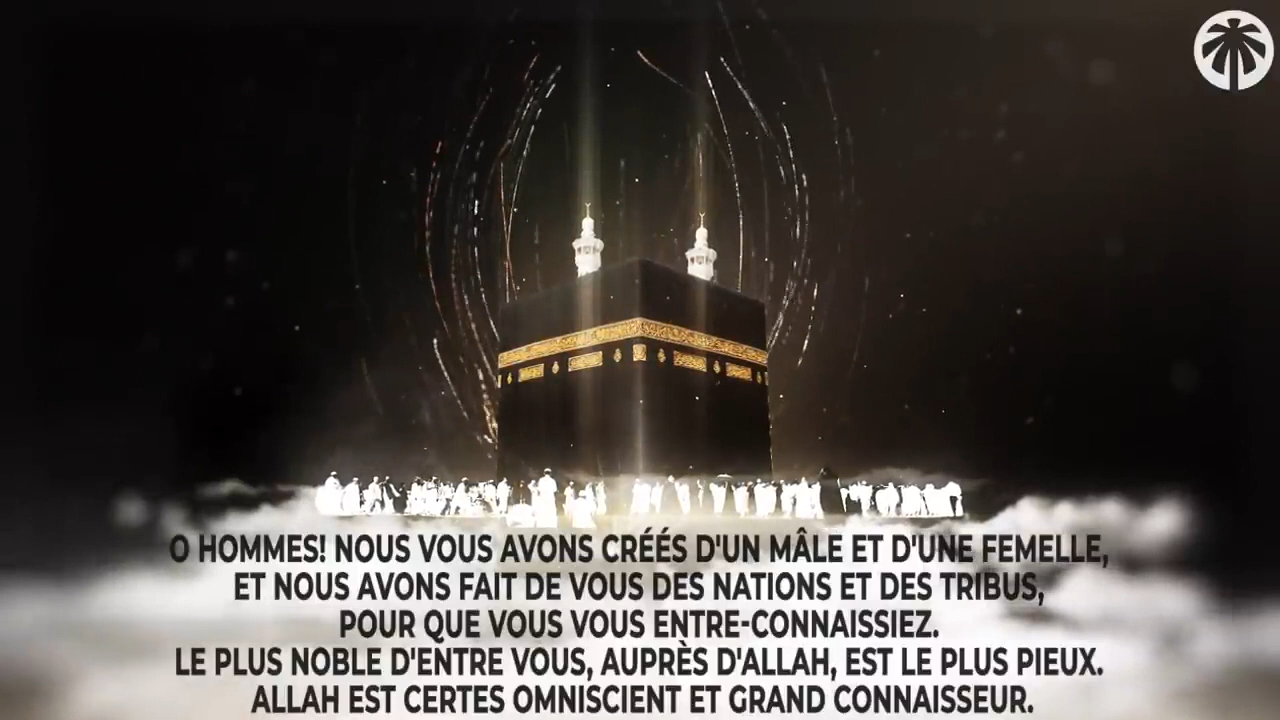 O HOMMES! NOUS VOUS AVONS CRÉÉS D'UN MÂLE ET D'UNE FEMELLE,
ET NOUS AVONS FAIT DE VOUS DES NATIONS ET DES TRIBUS,
POUR QUE VOUS VOUS ENTRE-CONNAISSIEZ.
LE PLUS NOBLE D'ENTRE VOUS, AUPRÈS D'ALLAH, EST LE PLUS PIEUX.
ALLAH EST CERTES OMNISCIENT ET GRAND CONNAISSEUR.